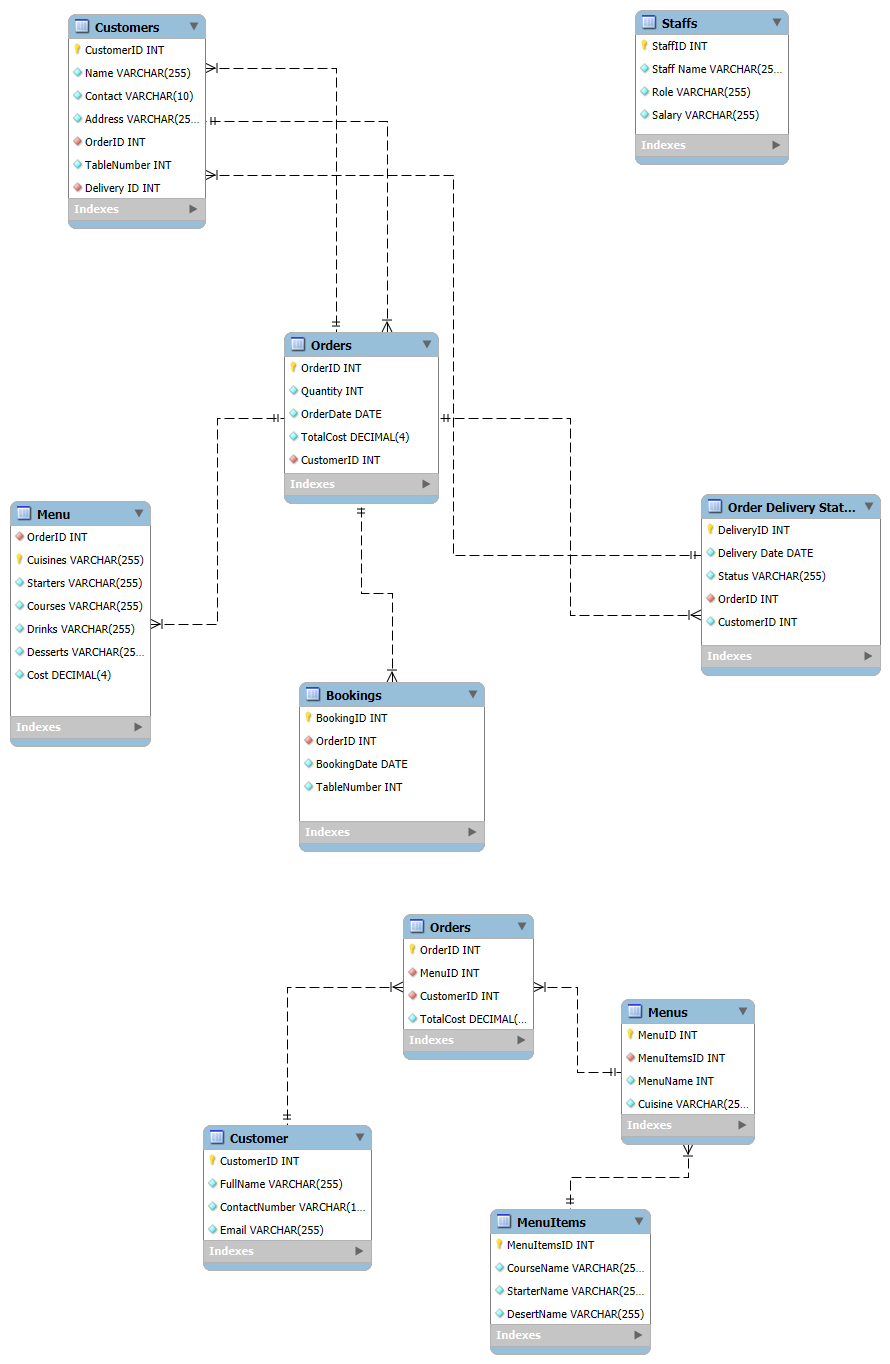 Customers
CustomerID INT
Name VARCHAR(255)
Contact VARCHAR(10)
Address VARCHAR(25...
OrderID INT
TableNumber INT
Delivery ID INT
Indexes
Staffs
StaffID INT
Staff Name VARCHAR(25...
Role VARCHAR(255)
Salary VARCHAR(255)
Indexes
Orders
OrderID INT
Quantity INT
OrderDate DATE
TotalCost DECIMAL(4)
CustomerID INT
Indexes
Menu
OrderID INT
Cuisines VARCHAR(255)
Starters VARCHAR(255)
Courses VARCHAR(255)
Drinks VARCHAR(255)
Desserts VARCHAR(25...
Cost DECIMAL(4)
Indexes
Order Delivery Stat...
DeliveryID INT
Delivery Date DATE
Status VARCHAR(255)
OrderID INT
CustomerID INT
Indexes
Bookings
BookingID INT
OrderID INT
BookingDate DATE
TableNumber INT
Indexes
Orders
OrderID INT
MenuID INT
CustomerID INT
TotalCost DECIMAL(...
Indexes
Menus
MenuID INT
MenuItemsID INT
MenuName INT
Cuisine VARCHAR(25...
Indexes
Customer
CustomerID INT
FullName VARCHAR(255)
ContactNumber VARCHAR(1...
Email VARCHAR(255)
Indexes
MenuItems
MenuItemsID INT
CourseName VARCHAR(25...
StarterName VARCHAR(25...
DesertName VARCHAR(255)
Indexes